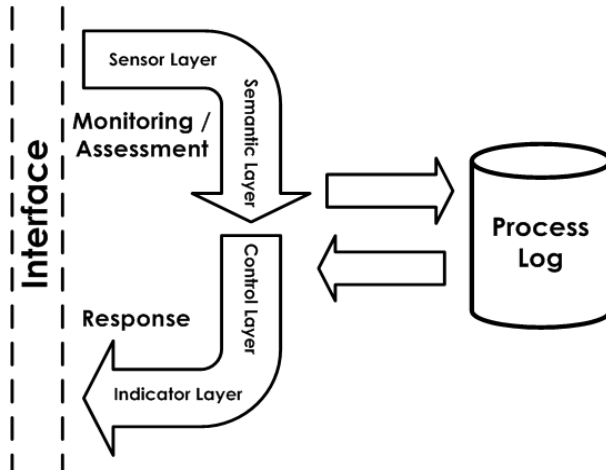 Interface
Sensor Layer
Semantic Layer
Monitoring /
Assessment
Process
Log
Control Layer
Response
Indicator Layer